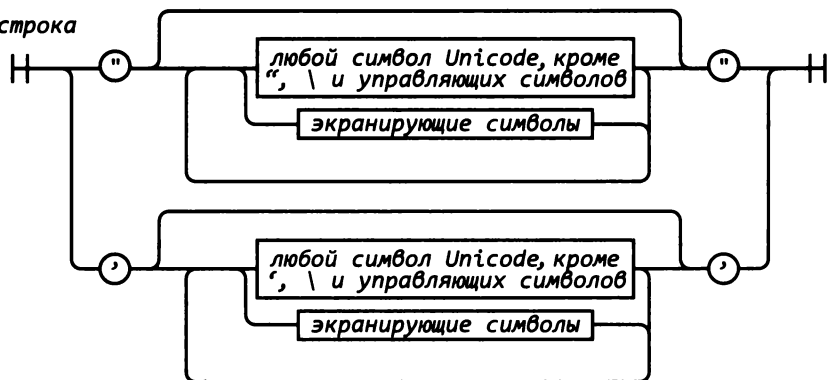 строка
" любой символ Unicode, кроме "
“, \ и управляющих символов
экранирующие символы
’ любой символ Unicode, кроме ’
‘, \ и управляющих символов
экранирующие символы